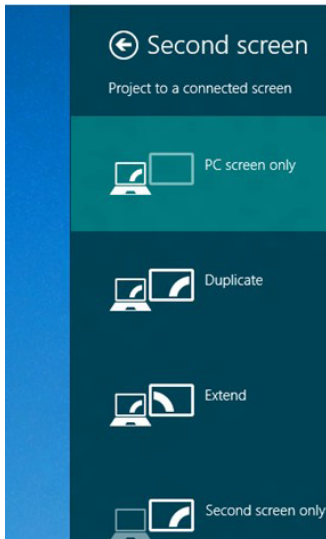 Second screen
Project to a connected screen
PC screen only
Duplicate
Extend
Second screen only